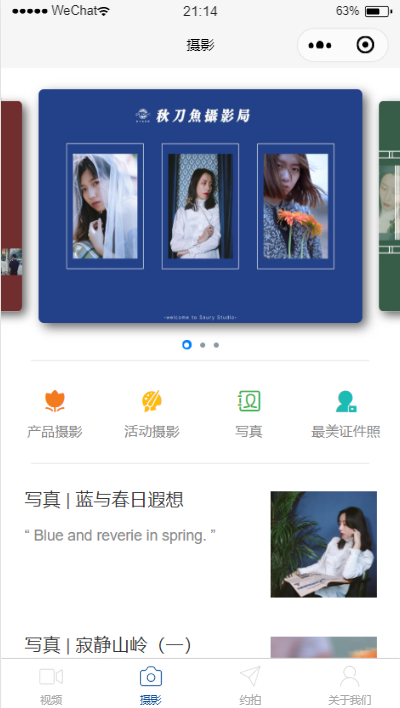 WeChat
21:14
63%
摄影
秋刀魚攝影局
-welcome to Saury Studio-
产品摄影
活动摄影
写真
最美证件照
写真 | 蓝与春日遐想
“ Blue and reverie in spring. ”
写真 | 寂静山岭（一）
视频
摄影
约拍
关于我们